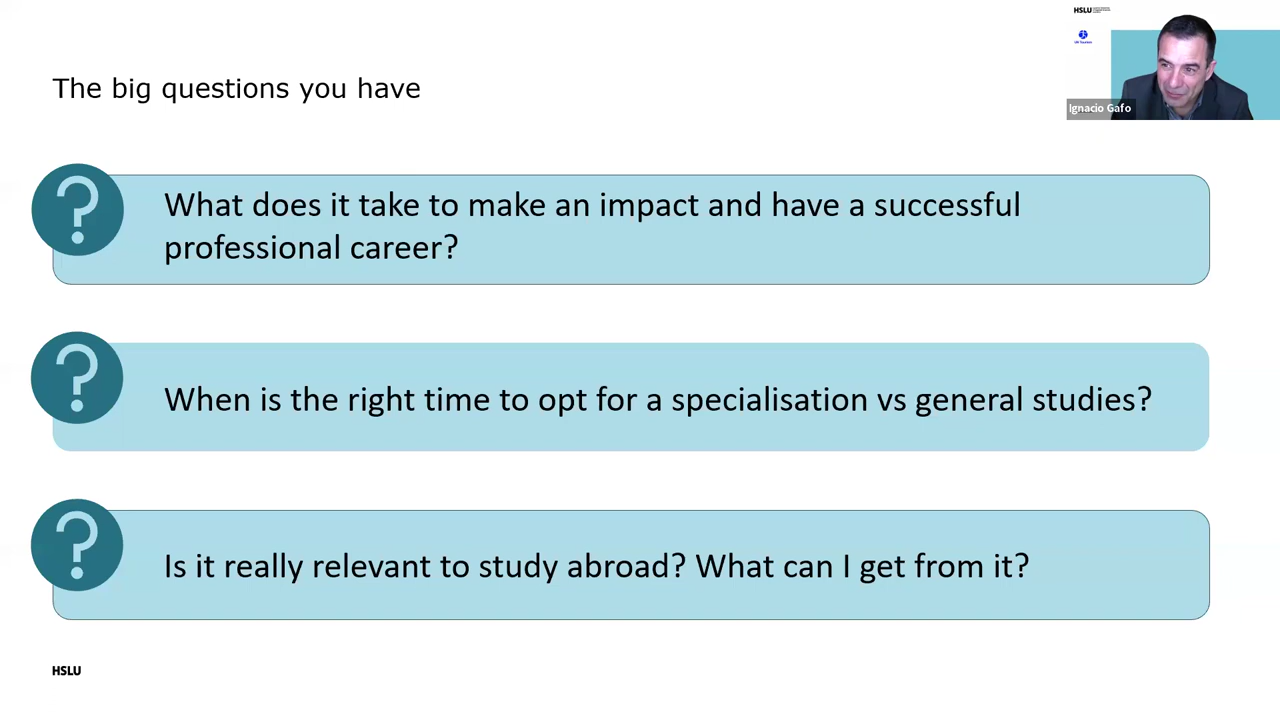 HSLU
The big questions you have
Ignacio Gafo
?
What does it take to make an impact and have a successful
professional career?
?
When is the right time to opt for a specialisation vs general studies?
?
Is it really relevant to study abroad? What can I get from it?
HSLU